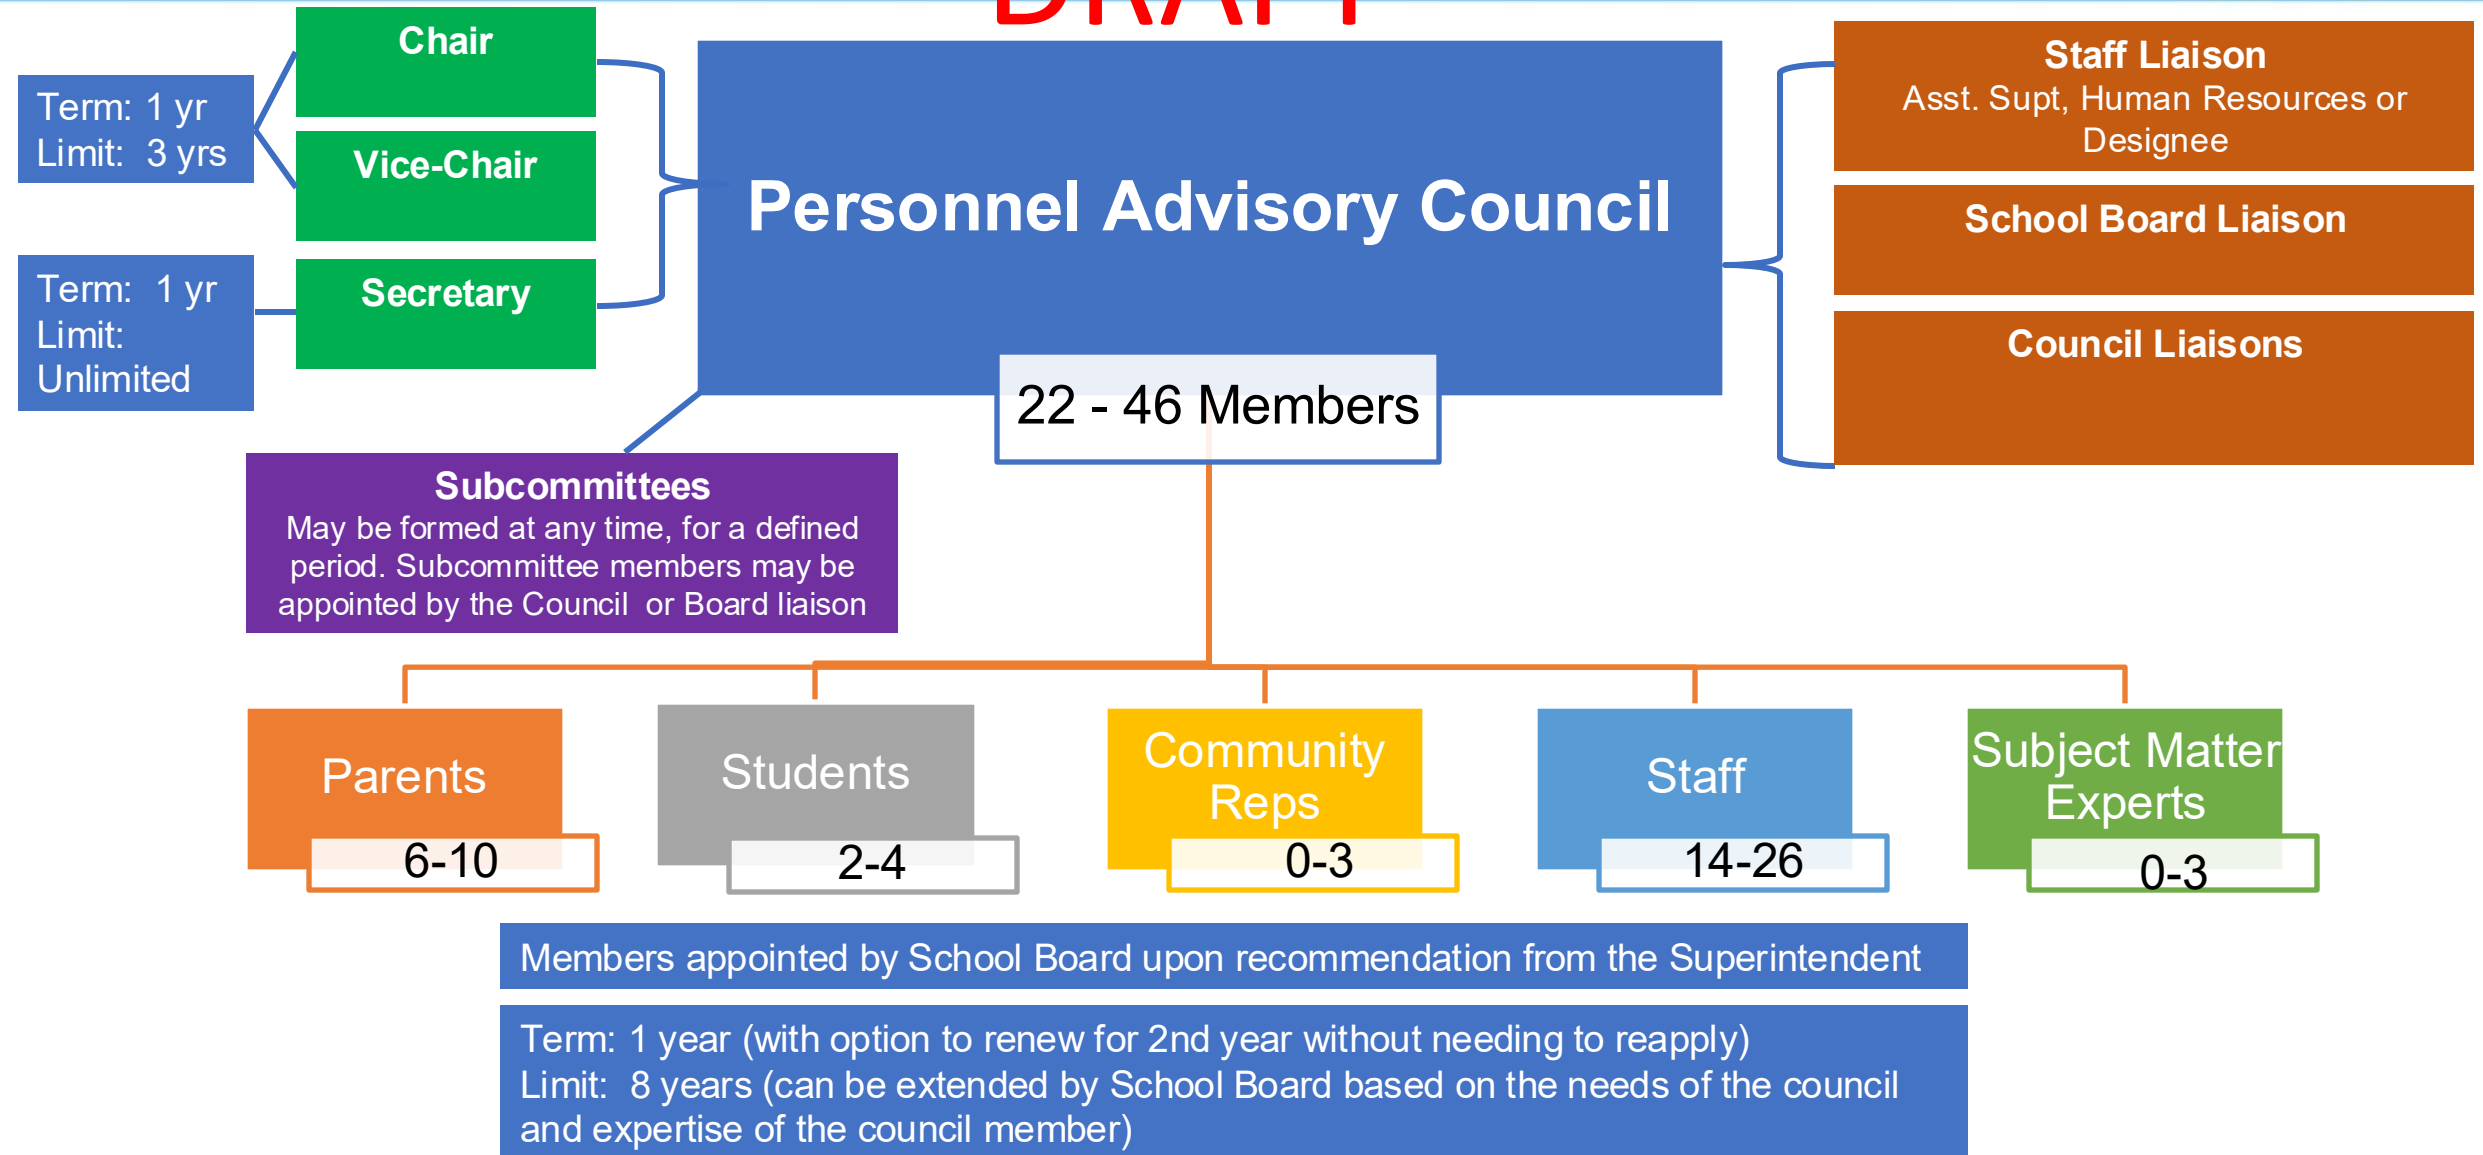 DRAFT
Chair
Term: 1 yr
Limit:  3 yrs
Vice-Chair
Term:  1 yr
Limit:
Unlimited
Secretary
Personnel Advisory Council
22 - 46 Members
Staff Liaison
Asst. Supt, Human Resources or
Designee
School Board Liaison
Council Liaisons
Subcommittees
May be formed at any time, for a defined
period. Subcommittee members may be
appointed by the Council  or Board liaison
Parents
6-10
Students
2-4
Community
Reps
0-3
Staff
14-26
Subject Matter
Experts
0-3
Members appointed by School Board upon recommendation from the Superintendent
Term: 1 year (with option to renew for 2nd year without needing to reapply)
Limit:  8 years (can be extended by School Board based on the needs of the council
and expertise of the council member)